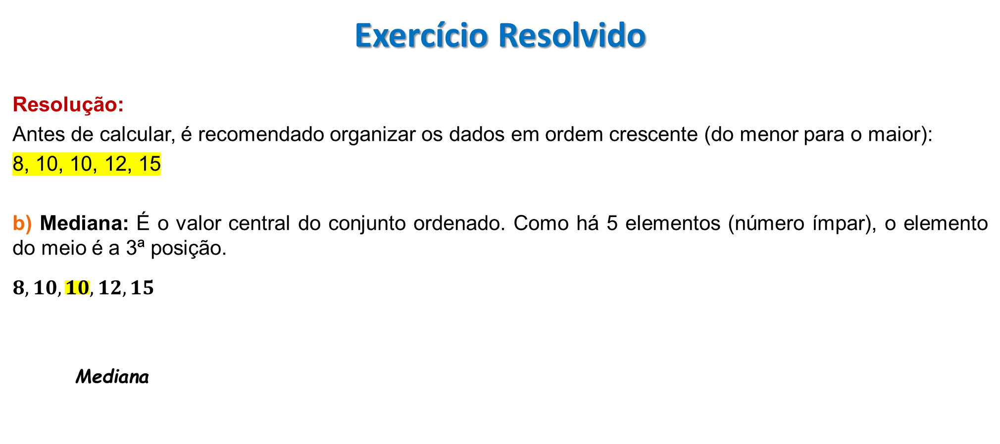 Exercício Resolvido
Resolução:
Antes de calcular, é recomendado organizar os dados em ordem crescente (do menor para o maior):
8, 10, 10, 12, 15
b) Mediana: É o valor central do conjunto ordenado. Como há 5 elementos (número ímpar), o elemento
do meio é a 3ª posição.
8, 10, 10, 12, 15
Mediana